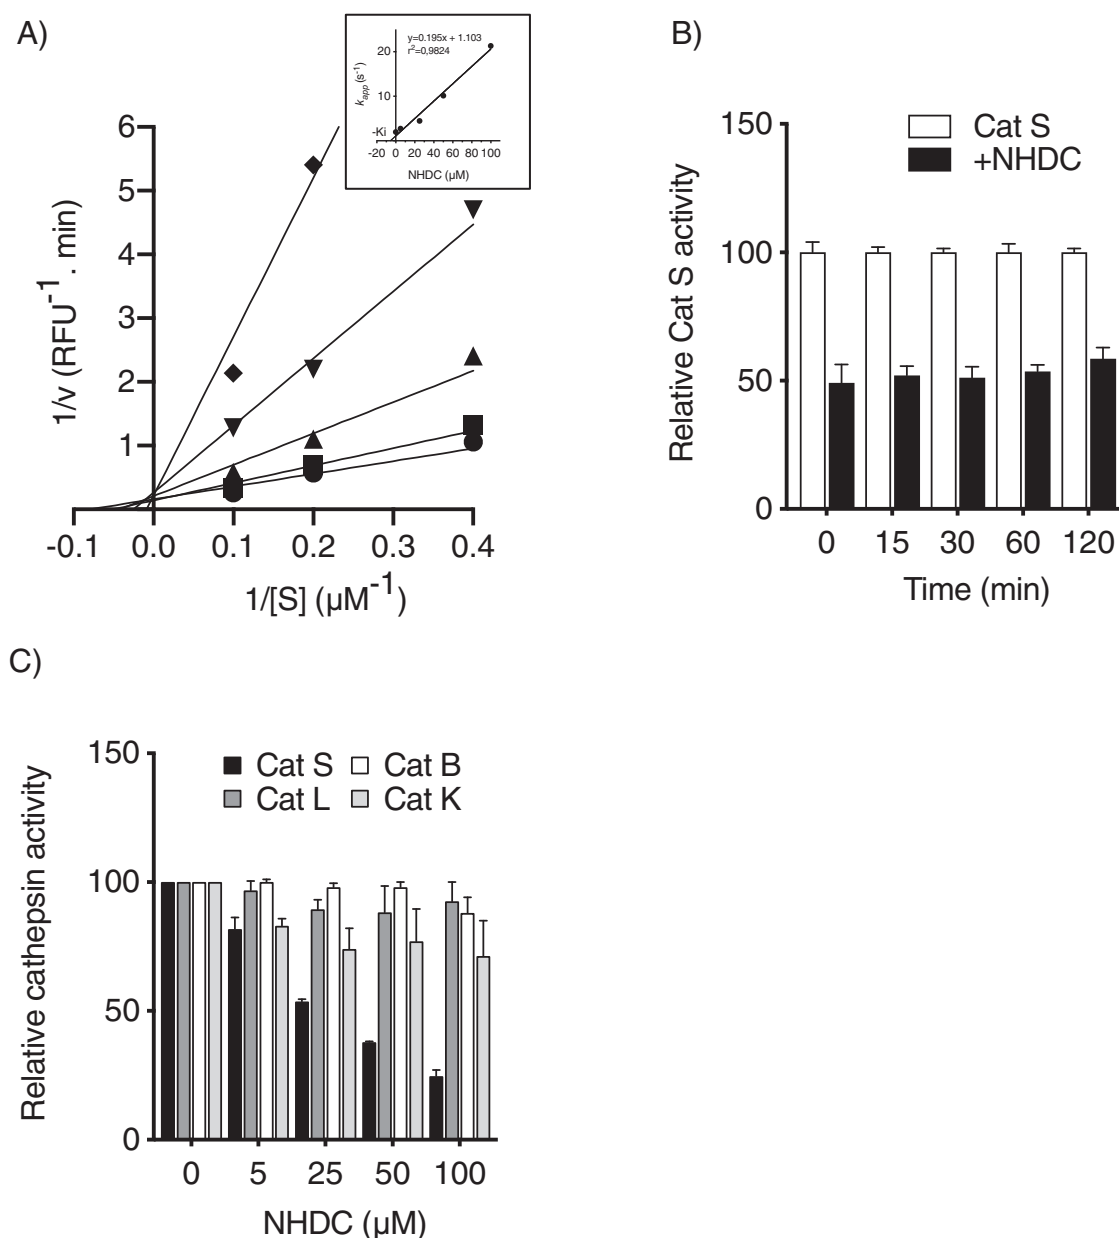 A)
y=0.195x + 1.103
r²=0,9824
k_app (s⁻¹)
20
10
-Ki
-20 0 20 40 60 80 100
NHDC (µM)
1/v (RFU⁻¹. min)
6
5
4
3
2
1
-0.1 0.0 0.1 0.2 0.3 0.4
1/[S] (µM⁻¹)
B)
Relative Cat S activity
150
100
50
0
Cat S
+NHDC
0 15 30 60 120
Time (min)
C)
Relative cathepsin activity
150
100
50
0
Cat S Cat B
Cat L Cat K
0 5 25 50 100
NHDC (µM)